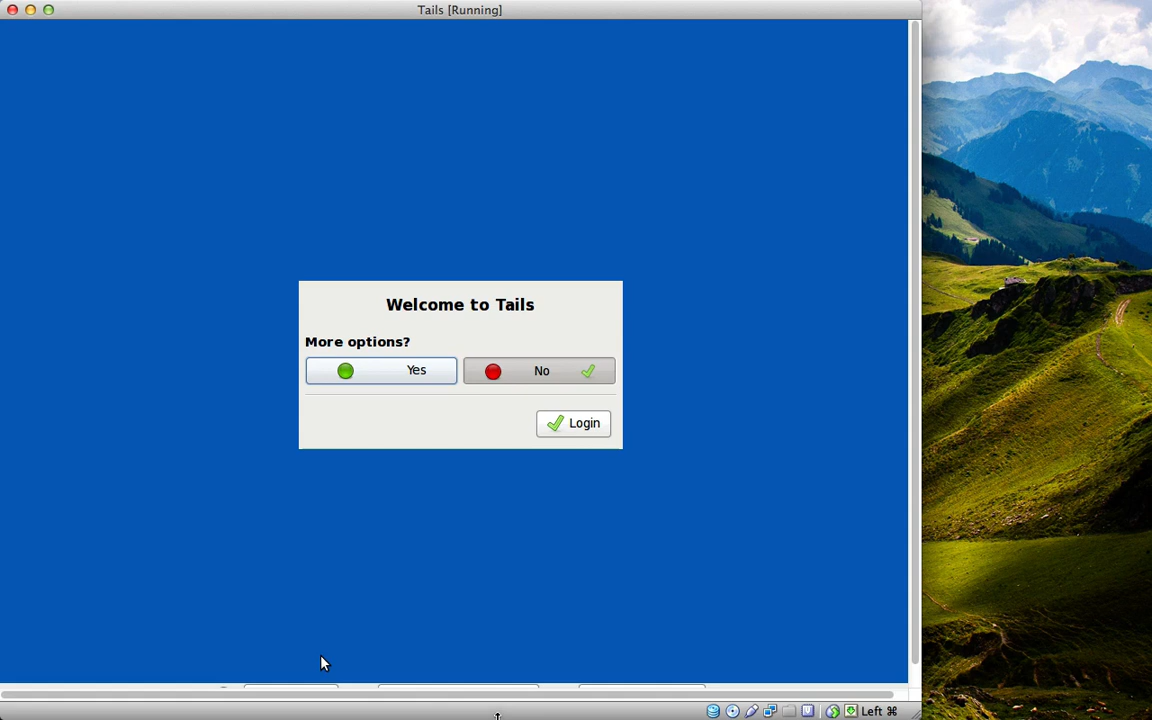 Tails [Running]
Welcome to Tails
More options?
Yes
No
Login
Left ⌘